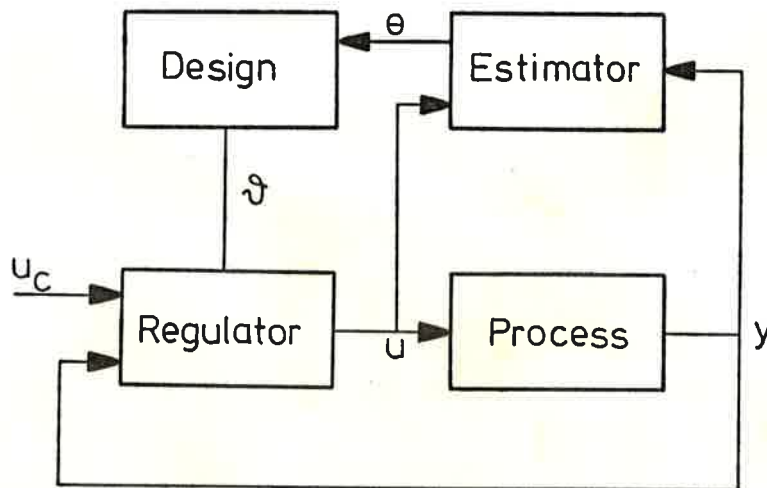 θ
Design
Estimator
ϑ
u_c
Regulator
u
Process
y